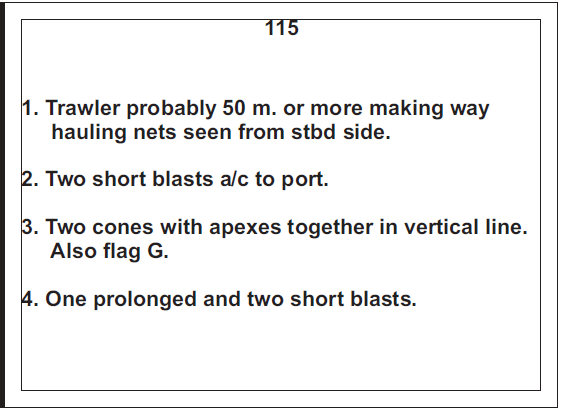 115
1. Trawler probably 50 m. or more making way
hauling nets seen from stbd side.
2. Two short blasts a/c to port.
3. Two cones with apexes together in vertical line.
Also flag G.
4. One prolonged and two short blasts.